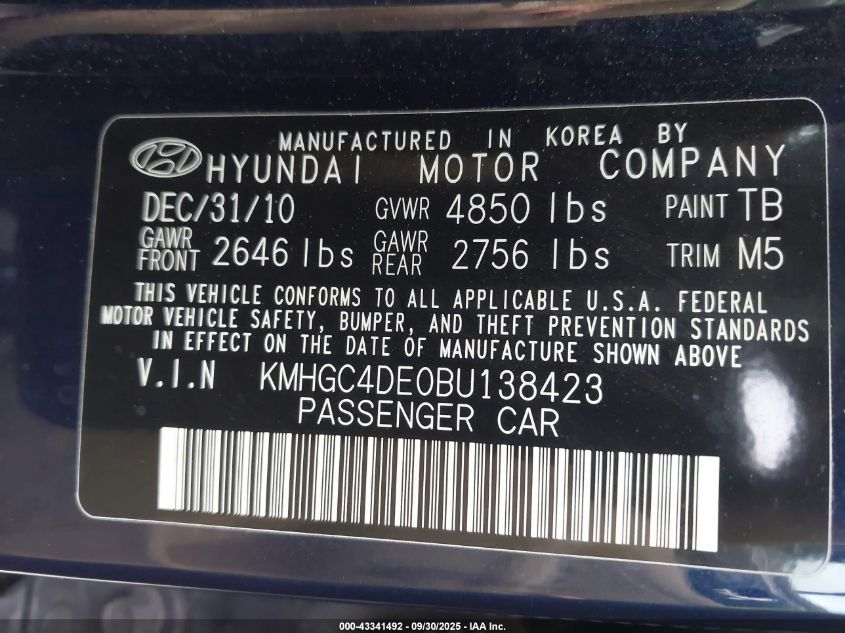 MANUFACTURED IN KOREA BY
HYUNDAI MOTOR COMPANY
DEC/31/10 GVWR 4850 lbs PAINT TB
GAWR FRONT 2646 lbs GAWR REAR 2756 lbs TRIM M5
THIS VEHICLE CONFORMS TO ALL APPLICABLE U.S.A. FEDERAL
MOTOR VEHICLE SAFETY, BUMPER, AND THEFT PREVENTION STANDARDS
IN EFFECT ON THE DATE OF MANUFACTURE SHOWN ABOVE
V.I.N KMHGC4DE0BU138423
PASSENGER CAR
000-43341492 - 09/30/2025 - IAA Inc.